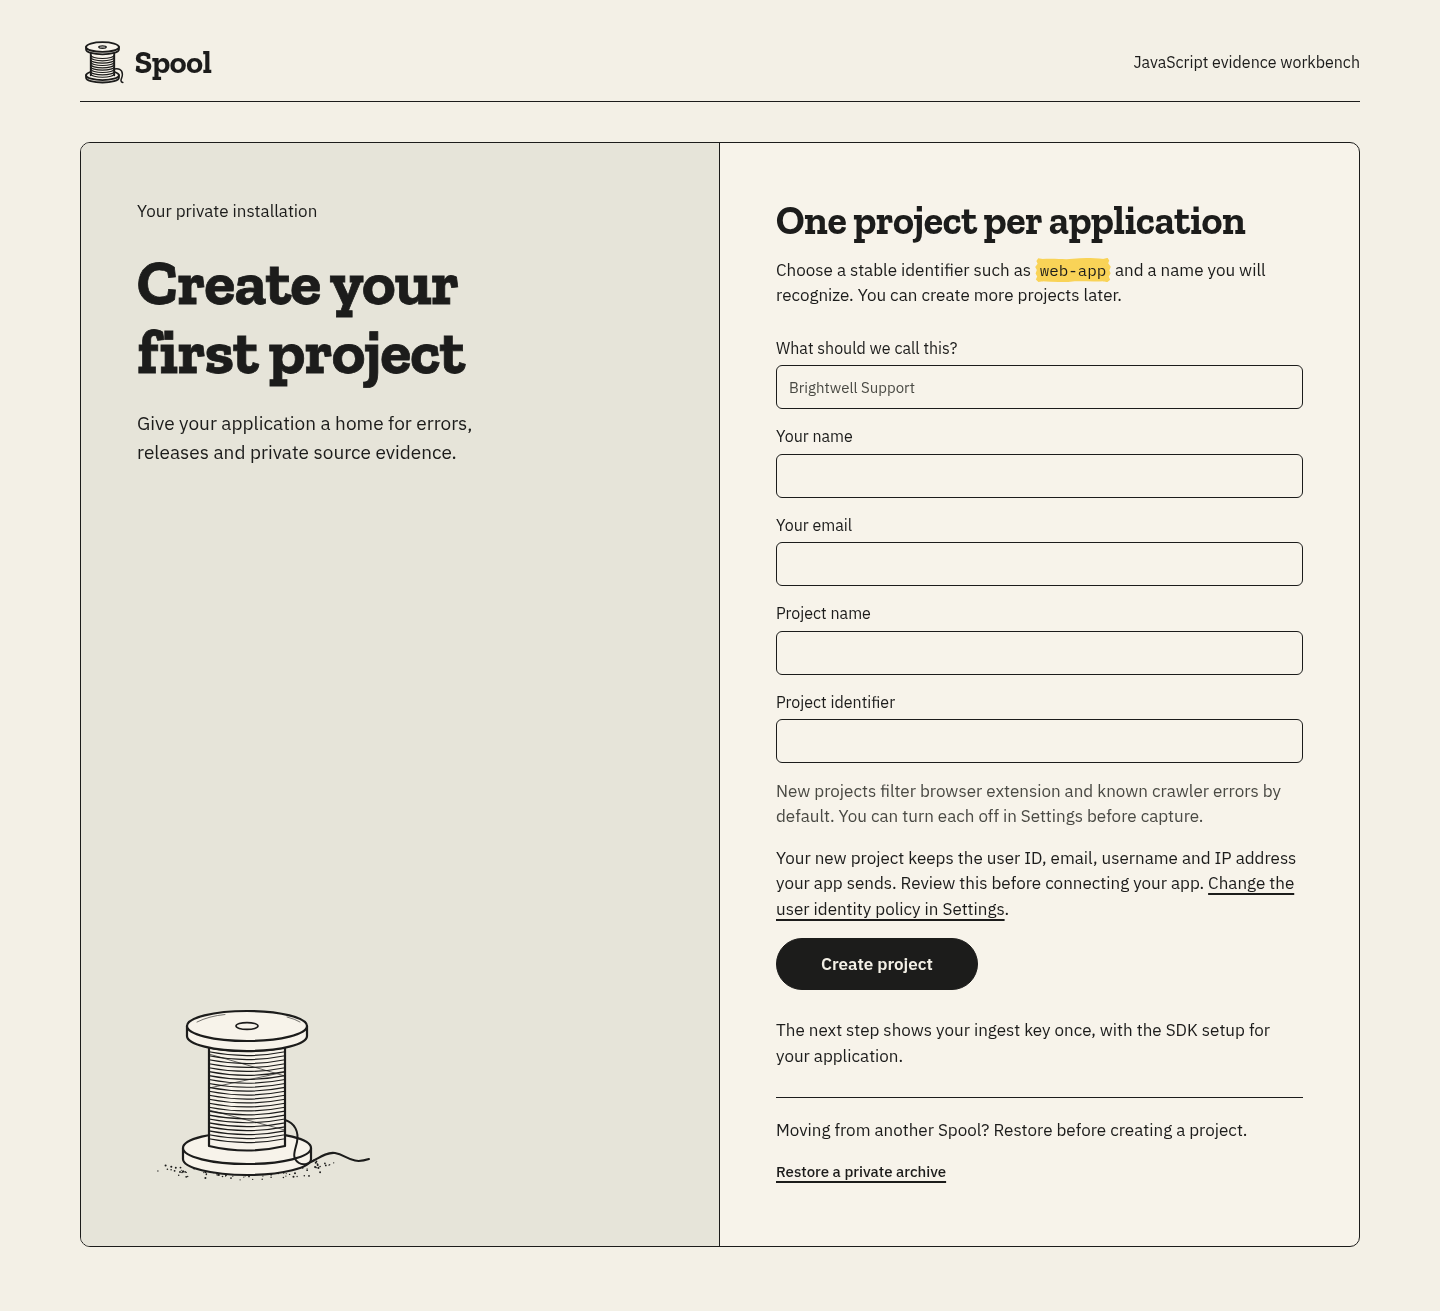 Spool
JavaScript evidence workbench
Your private installation
Create your
first project
Give your application a home for errors,
releases and private source evidence.
One project per application
Choose a stable identifier such as web-app and a name you will
recognize. You can create more projects later.
What should we call this?
Brightwell Support
Your name
Your email
Project name
Project identifier
New projects filter browser extension and known crawler errors by
default. You can turn each off in Settings before capture.
Your new project keeps the user ID, email, username and IP address
your app sends. Review this before connecting your app. Change the
user identity policy in Settings.
Create project
The next step shows your ingest key once, with the SDK setup for
your application.
Moving from another Spool? Restore before creating a project.
Restore a private archive